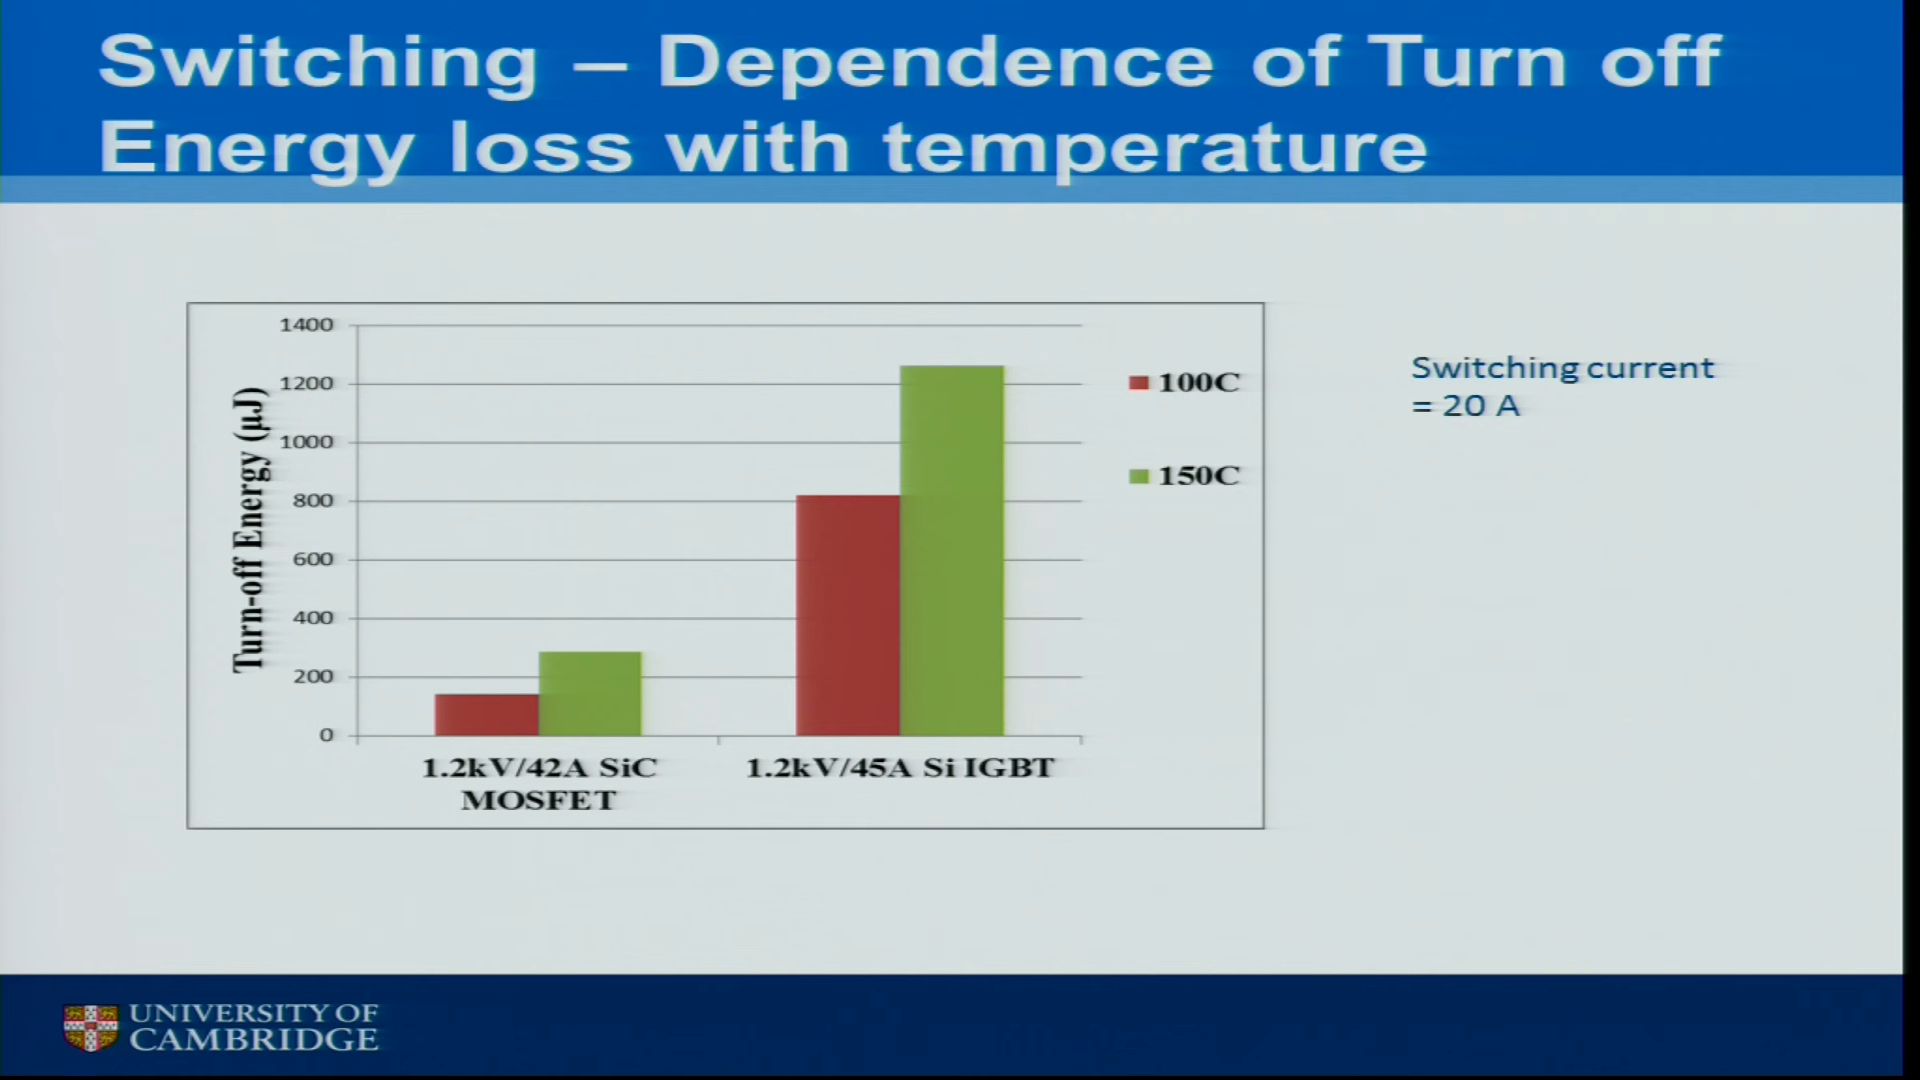 Switching – Dependence of Turn off
Energy loss with temperature
1400
1200
1000
800
600
400
200
0
Turn-off Energy (µJ)
1.2kV/42A SiC
MOSFET
1.2kV/45A Si IGBT
100C
150C
Switching current
= 20 A
UNIVERSITY OF
CAMBRIDGE